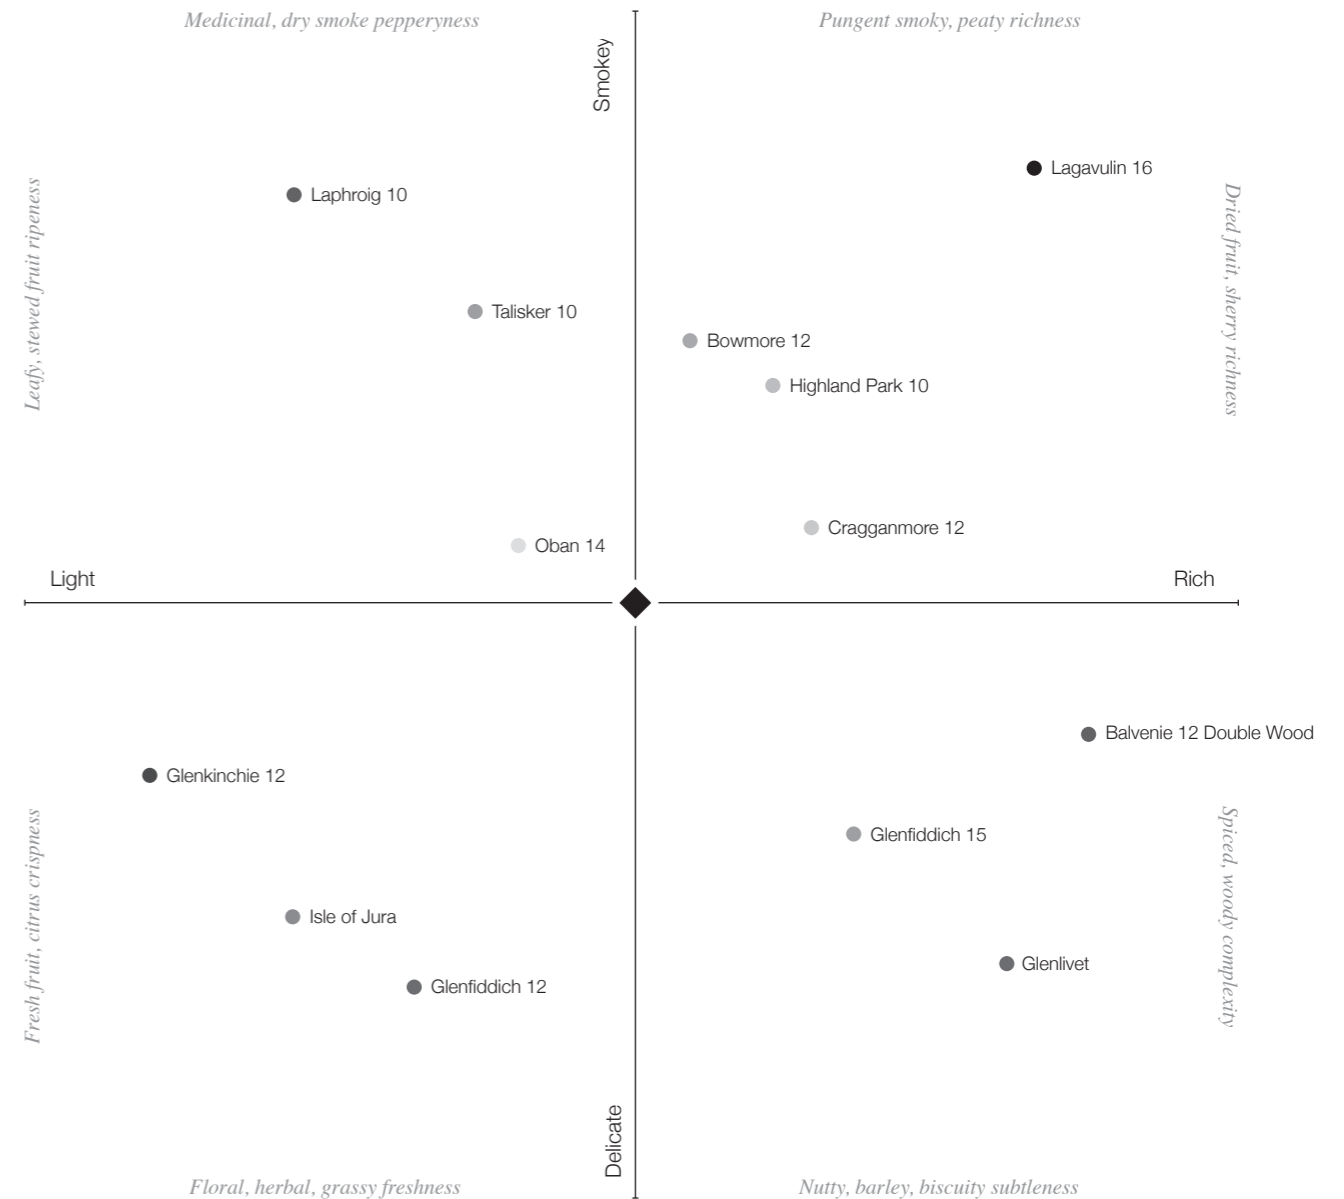 Medicinal, dry smoke pepperyness
Pungent smoky, peaty richness
Smokey
Lagavulin 16
Laphroig 10
Leafy, stewed fruit ripeness
Dried fruit, sherry richness
Talisker 10
Bowmore 12
Highland Park 10
Cragganmore 12
Oban 14
Light
Rich
Balvenie 12 Double Wood
Glenkinchie 12
Glenfiddich 15
Fresh fruit, citrus crispness
Spiced, woody complexity
Isle of Jura
Glenlivet
Glenfiddich 12
Delicate
Floral, herbal, grassy freshness
Nutty, barley, biscuity subtleness